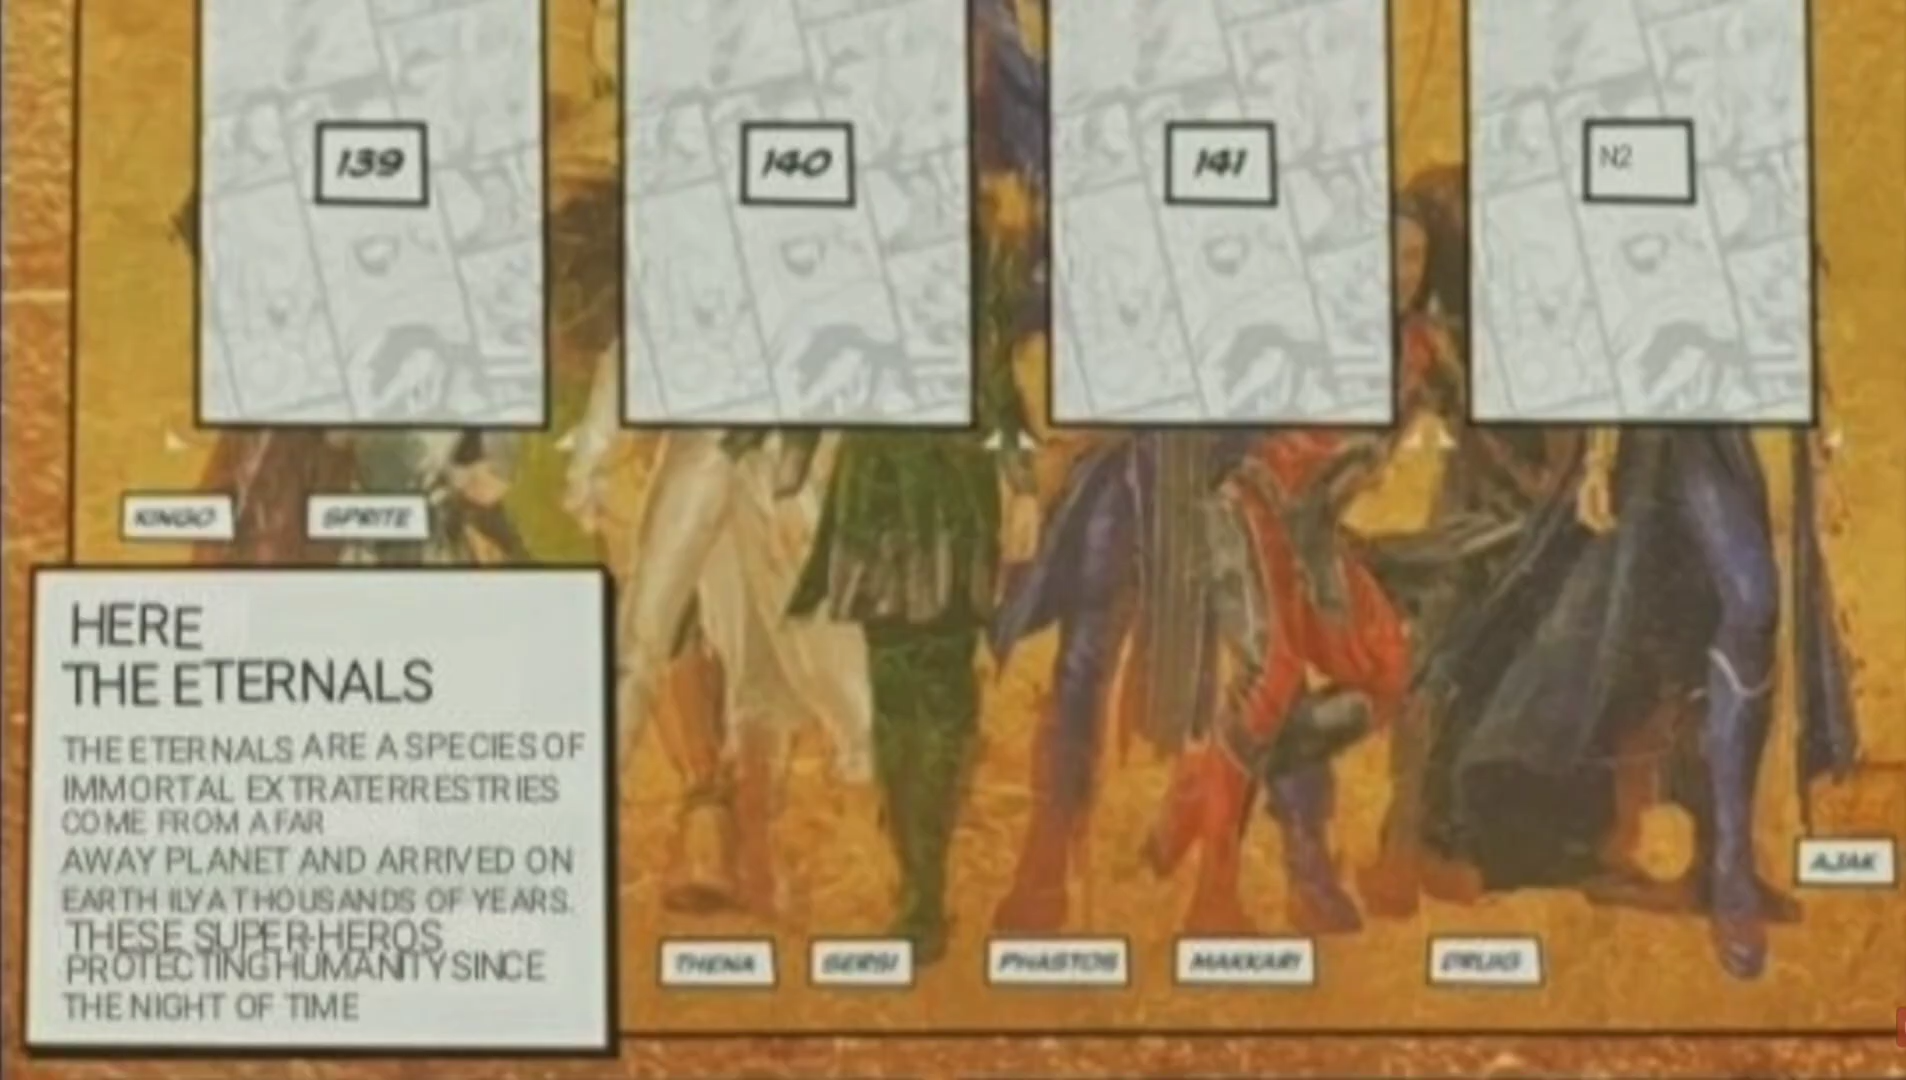 139
140
141
N2
KINGO
SPRITE
HERE
THE ETERNALS
THE ETERNALS ARE A SPECIES OF
IMMORTAL EXTRATERRESTRIES
COME FROM A FAR
AWAY PLANET AND ARRIVED ON
EARTH ILYA THOUSANDS OF YEARS.
THESE SUPER-HEROS
PROTECTING HUMANITY SINCE
THE NIGHT OF TIME
THENA
SERSI
PHASTOS
MAKKARI
DRUIG
AJAK